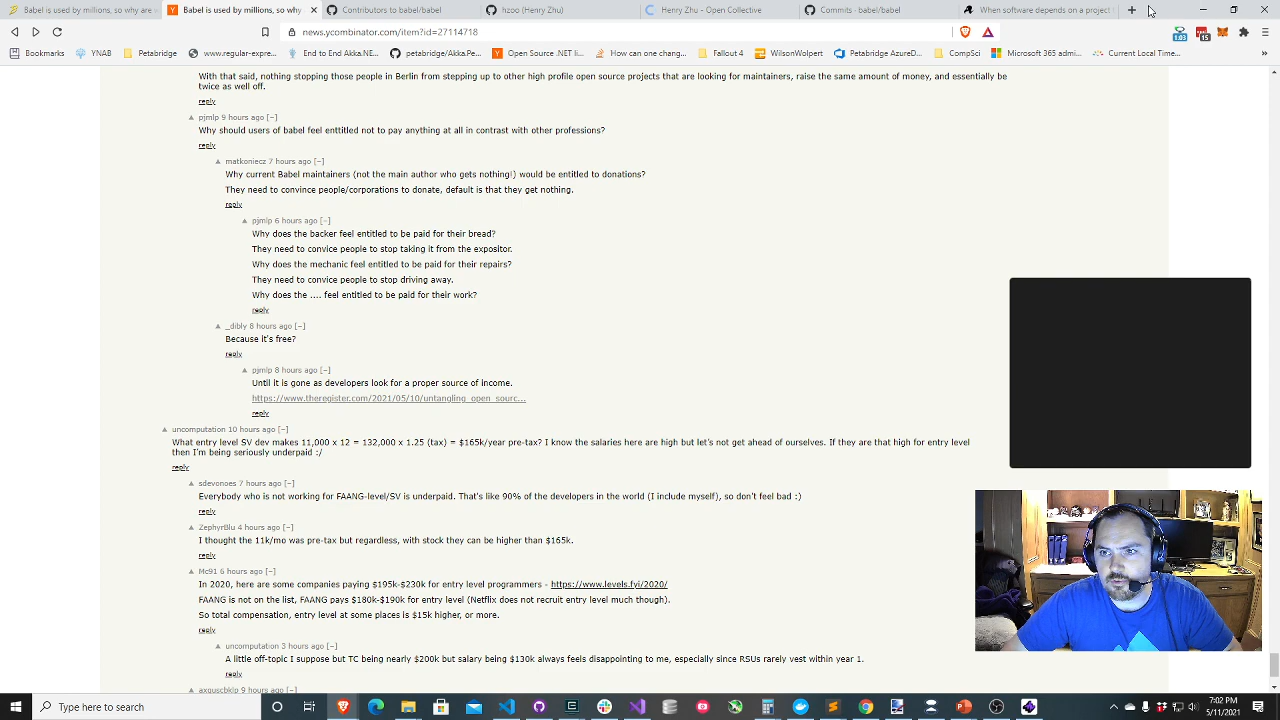 Babel is used by millions, so why are
Babel is used by millions, so why
Contributors to babel/babel
hzoo (Henry Zhu)
Henry Zhu - Open Collective
Commits · babel/babel
When software depends on a project
news.ycombinator.com/item?id=27114718
1.03
15
Bookmarks
YNAB
Petabridge
www.regular-expre...
End to End Akka.NE...
petabridge/Akka.Pe...
Open Source .NET li...
How can one chang...
Fallout 4
WilsonWolpert
Petabridge AzureD...
CompSci
Microsoft 365 admi...
Current Local Time...
With that said, nothing stopping those people in Berlin from stepping up to other high profile open source projects that are looking for maintainers, raise the same amount of money, and essentially be
twice as well off.
reply
pjmlp 9 hours ago [–]
Why should users of babel feel enttitled not to pay anything at all in contrast with other professions?
reply
matkoniecz 7 hours ago [–]
Why current Babel maintainers (not the main author who gets nothing!) would be entitled to donations?
They need to convince people/corporations to donate, default is that they get nothing.
reply
pjmlp 6 hours ago [–]
Why does the backer feel entitled to be paid for their bread?
They need to convice people to stop taking it from the expositor.
Why does the mechanic feel entitled to be paid for their repairs?
They need to convice people to stop driving away.
Why does the .... feel entitled to be paid for their work?
reply
_dibly 8 hours ago [–]
Because it's free?
reply
pjmlp 8 hours ago [–]
Until it is gone as developers look for a proper source of income.
https://www.theregister.com/2021/05/10/untangling_open_sourc...
reply
uncomputation 10 hours ago [–]
What entry level SV dev makes 11,000 x 12 = 132,000 x 1.25 (tax) = $165k/year pre-tax? I know the salaries here are high but let's not get ahead of ourselves. If they are that high for entry level
then I'm being seriously underpaid :/
reply
sdevonoes 7 hours ago [–]
Everybody who is not working for FAANG-level/SV is underpaid. That's like 90% of the developers in the world (I include myself), so don't feel bad :)
reply
ZephyrBlu 4 hours ago [–]
I thought the 11k/mo was pre-tax but regardless, with stock they can be higher than $165k.
reply
Mc91 6 hours ago [–]
In 2020, here are some companies paying $195k-$230k for entry level programmers - https://www.levels.fyi/2020/
FAANG is not on the list, FAANG pays $180k-$190k for entry level (Netflix does not recruit entry level much though).
So total compensation, entry level at some places is $15k higher, or more.
reply
uncomputation 3 hours ago [–]
A little off-topic I suppose but TC being nearly $200k but salary being $130k always feels disappointing to me, especially since RSUs rarely vest within year 1.
reply
axguscbklp 9 hours ago [–]
Type here to search
7:02 PM
5/11/2021